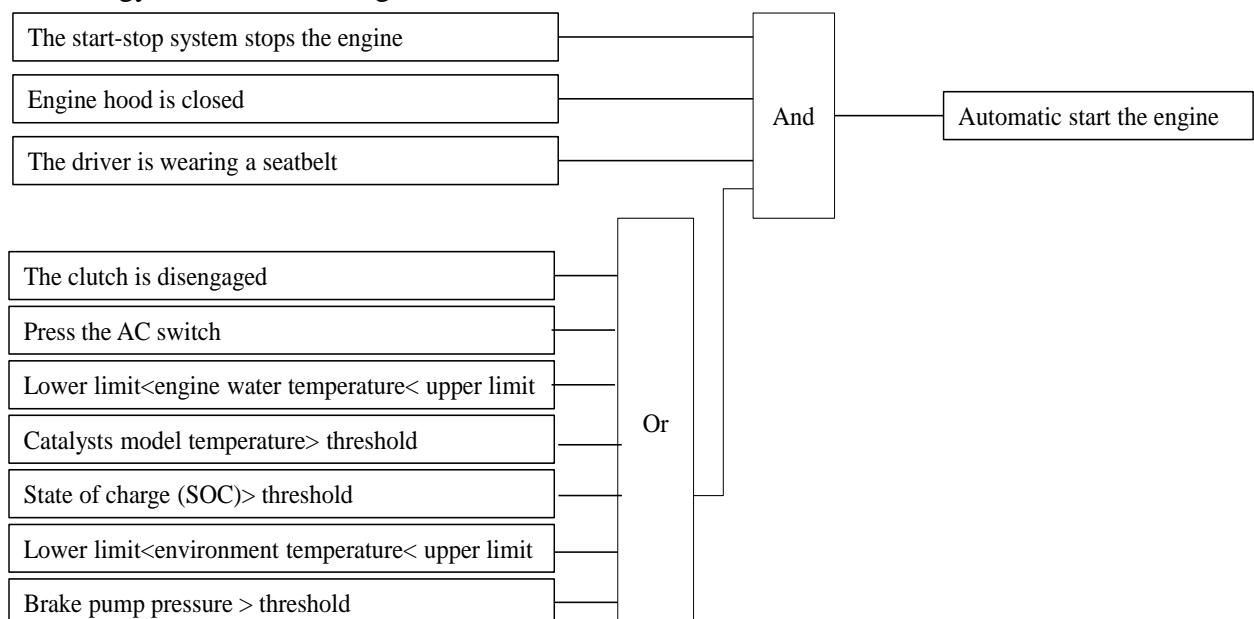 The start-stop system stops the engine
Engine hood is closed
And
Automatic start the engine
The driver is wearing a seatbelt
The clutch is disengaged
Press the AC switch
Lower limit<engine water temperature< upper limit
Or
Catalysts model temperature> threshold
State of charge (SOC)> threshold
Lower limit<environment temperature< upper limit
Brake pump pressure > threshold